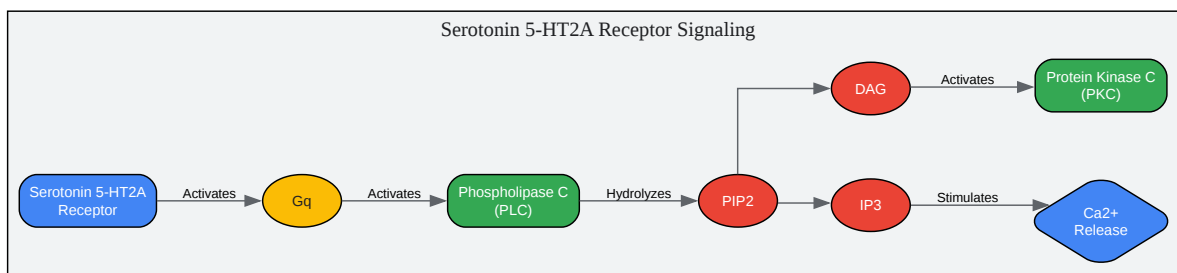 Serotonin 5-HT2A Receptor Signaling
DAG
Activates
Protein Kinase C
(PKC)
Serotonin 5-HT2A
Receptor
Activates
Gq
Activates
Phospholipase C
(PLC)
Hydrolyzes
PIP2
IP3
Stimulates
Ca2+
Release